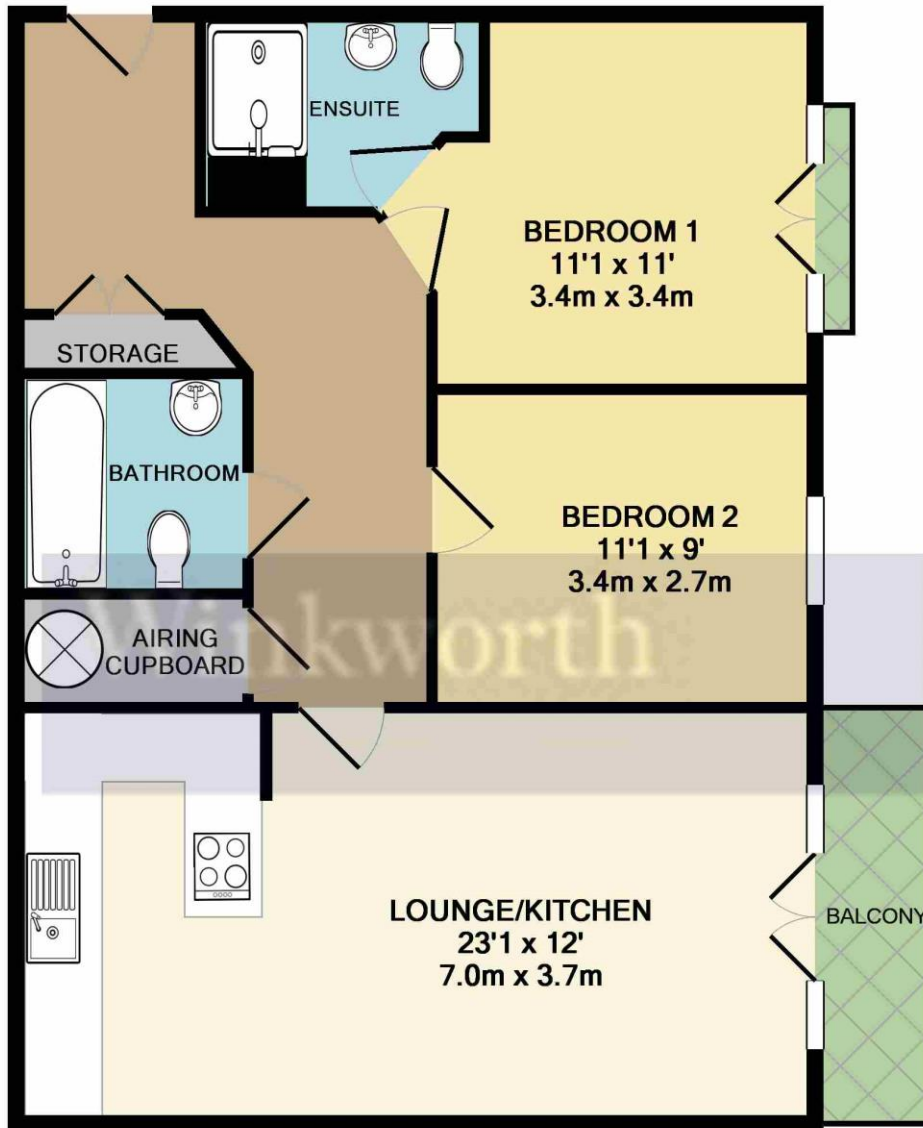 ENSUITE
BEDROOM 1
11'1 x 11'
3.4m x 3.4m
STORAGE
BATHROOM
BEDROOM 2
11'1 x 9'
3.4m x 2.7m
AIRING
CUPBOARD
Winkworth
LOUNGE/KITCHEN
23'1 x 12'
7.0m x 3.7m
BALCONY